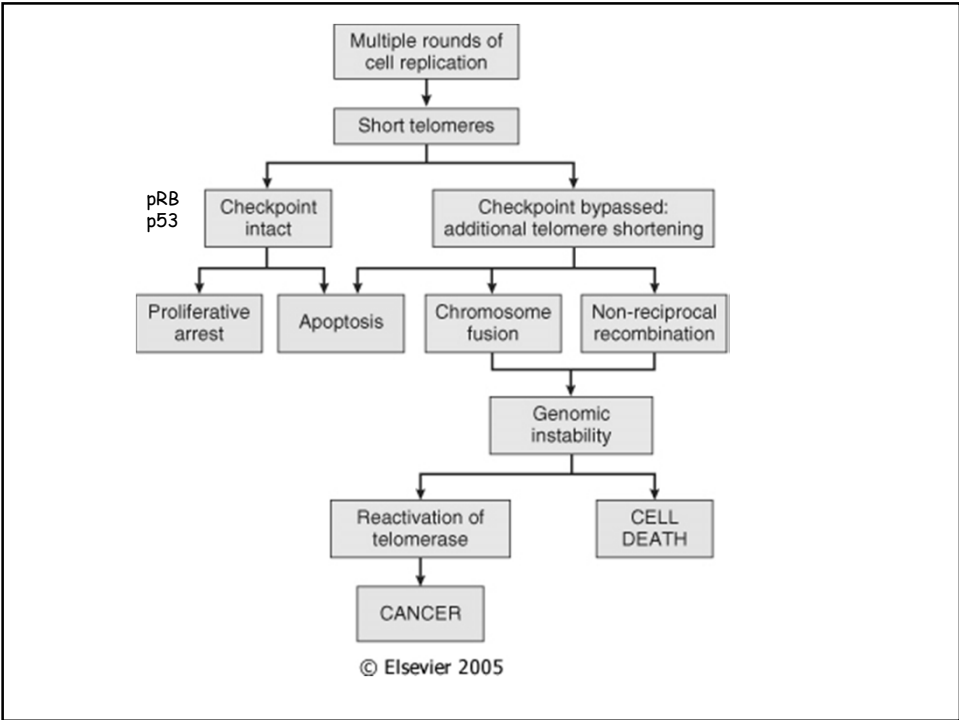 Multiple rounds of
cell replication
Short telomeres
pRB
p53
Checkpoint
intact
Checkpoint bypassed:
additional telomere shortening
Proliferative
arrest
Apoptosis
Chromosome
fusion
Non-reciprocal
recombination
Genomic
instability
Reactivation of
telomerase
CELL
DEATH
CANCER
© Elsevier 2005